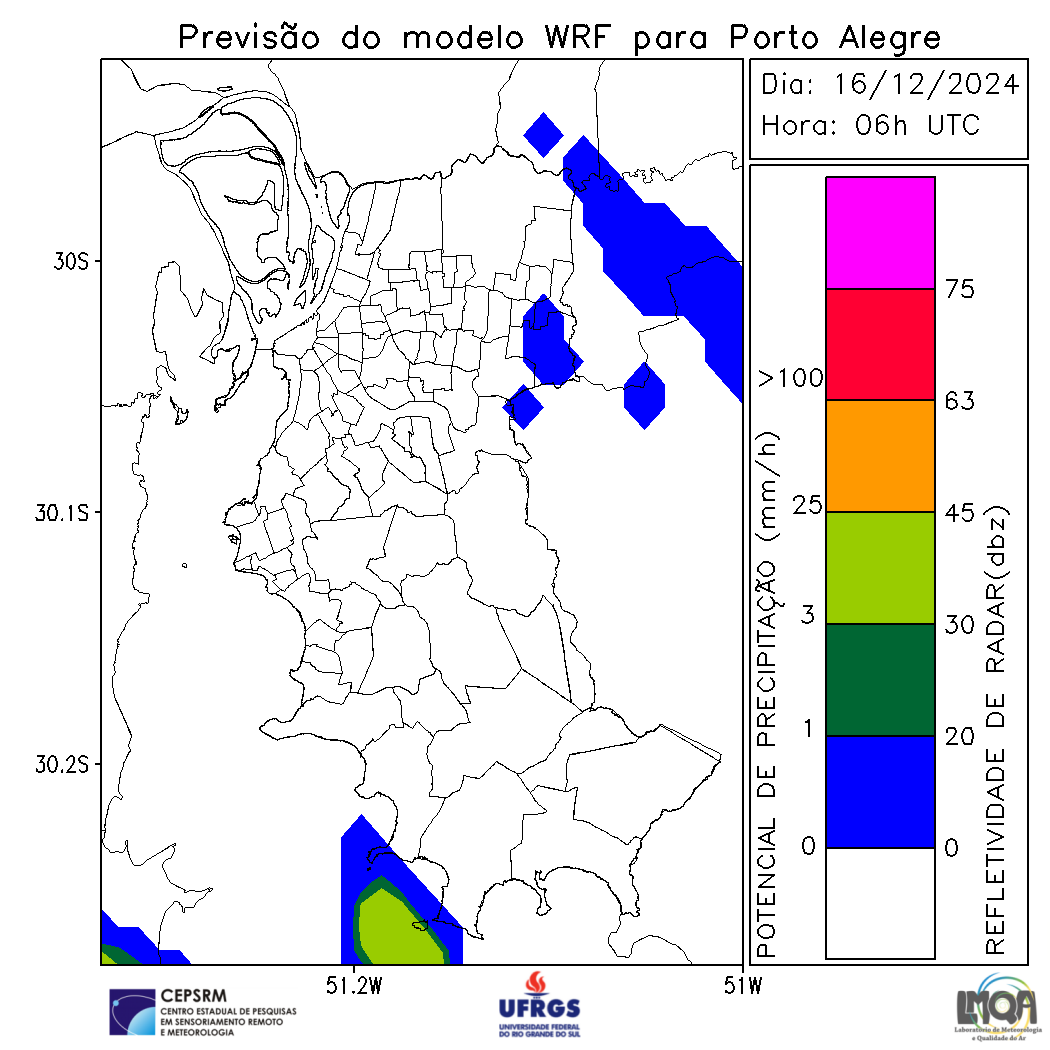 Previsão do modelo WRF para Porto Alegre
Dia: 16/12/2024
Hora: 06h UTC
30S
30.1S
30.2S
51.2W
51W
POTENCIAL DE PRECIPITAÇÃO (mm/h)
>100
25
3
1
0
75
63
45
30
20
0
REFLETIVIDADE DE RADAR(dbz)
CEPSRM
CENTRO ESTADUAL DE PESQUISAS
EM SENSORIAMENTO REMOTO
E METEOROLOGIA
UFRGS
UNIVERSIDADE FEDERAL
DO RIO GRANDE DO SUL
LMQA
Laboratório de Meteorologia
e Qualidade do Ar